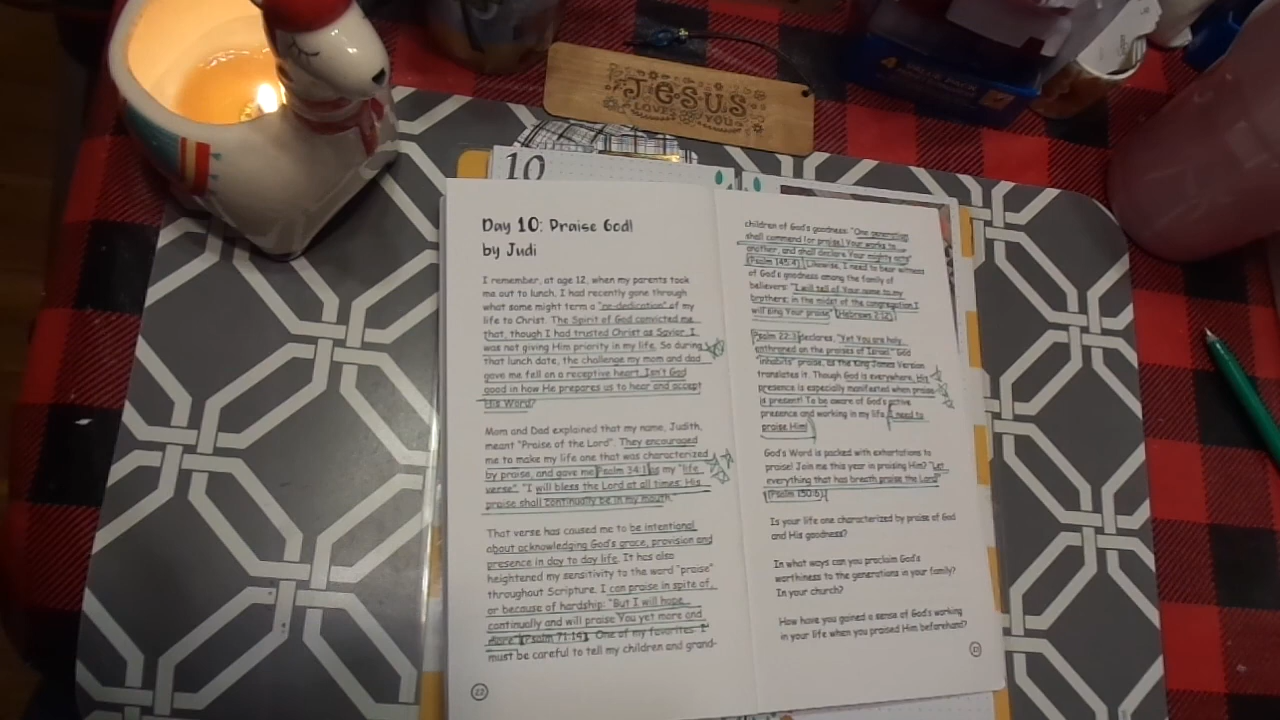 JESUS
LOVES
YOU
10
Day 10: Praise God!
by Judi
I remember, at age 12, when my parents took
me out to lunch. I had recently gone through
what some might term a "re-dedication" of my
life to Christ. The Spirit of God convicted me
that, though I had trusted Christ as Savior, I
was not giving Him priority in my life. So during
that lunch date, the challenge my mom and dad
gave me fell on a receptive heart. Isn't God
good in how He prepares us to hear and accept
His Word?
Mom and Dad explained that my name, Judith,
meant "Praise of the Lord". They encouraged
me to make my life one that was characterized
by praise, and gave me Psalm 34:1 as my "life
verse". "I will bless the Lord at all times: His
praise shall continually be in my mouth."
That verse has caused me to be intentional
about acknowledging God's grace, provision and
presence in day to day life. It has also
heightened my sensitivity to the word "praise"
throughout Scripture. I can praise in spite of,
or because of hardship: "But I will hope
continually and will praise You yet more and
more" (Psalm 71:14). One of my favorites. I
must be careful to tell my children and grand-
22
children of God's goodness: "One generation
shall commend (or praise) Your works to
another, and shall declare Your mighty acts"
(Psalm 145:4). Likewise, I need to bear witness
of God's goodness among the family of
believers: "I will tell of Your name to my
brothers; in the midst of the congregation I
will sing Your praise" (Hebrews 2:12).
Psalm 22:3 declares, "Yet You are holy,
enthroned on the praises of Israel." God
"inhabits" praise, as the King James Version
translates it. Though God is everywhere, His
presence is especially manifested when praise
is present! To be aware of God's active
presence and working in my life, I need to
praise Him!
God's Word is packed with exhortations to
praise! Join me this year in praising Him? "Let
everything that has breath praise the Lord"
(Psalm 150:6).
Is your life one characterized by praise of God
and His goodness?
In what ways can you proclaim God's
worthiness to the generations in your family?
In your church?
How have you gained a sense of God's working
in your life when you praised Him beforehand?